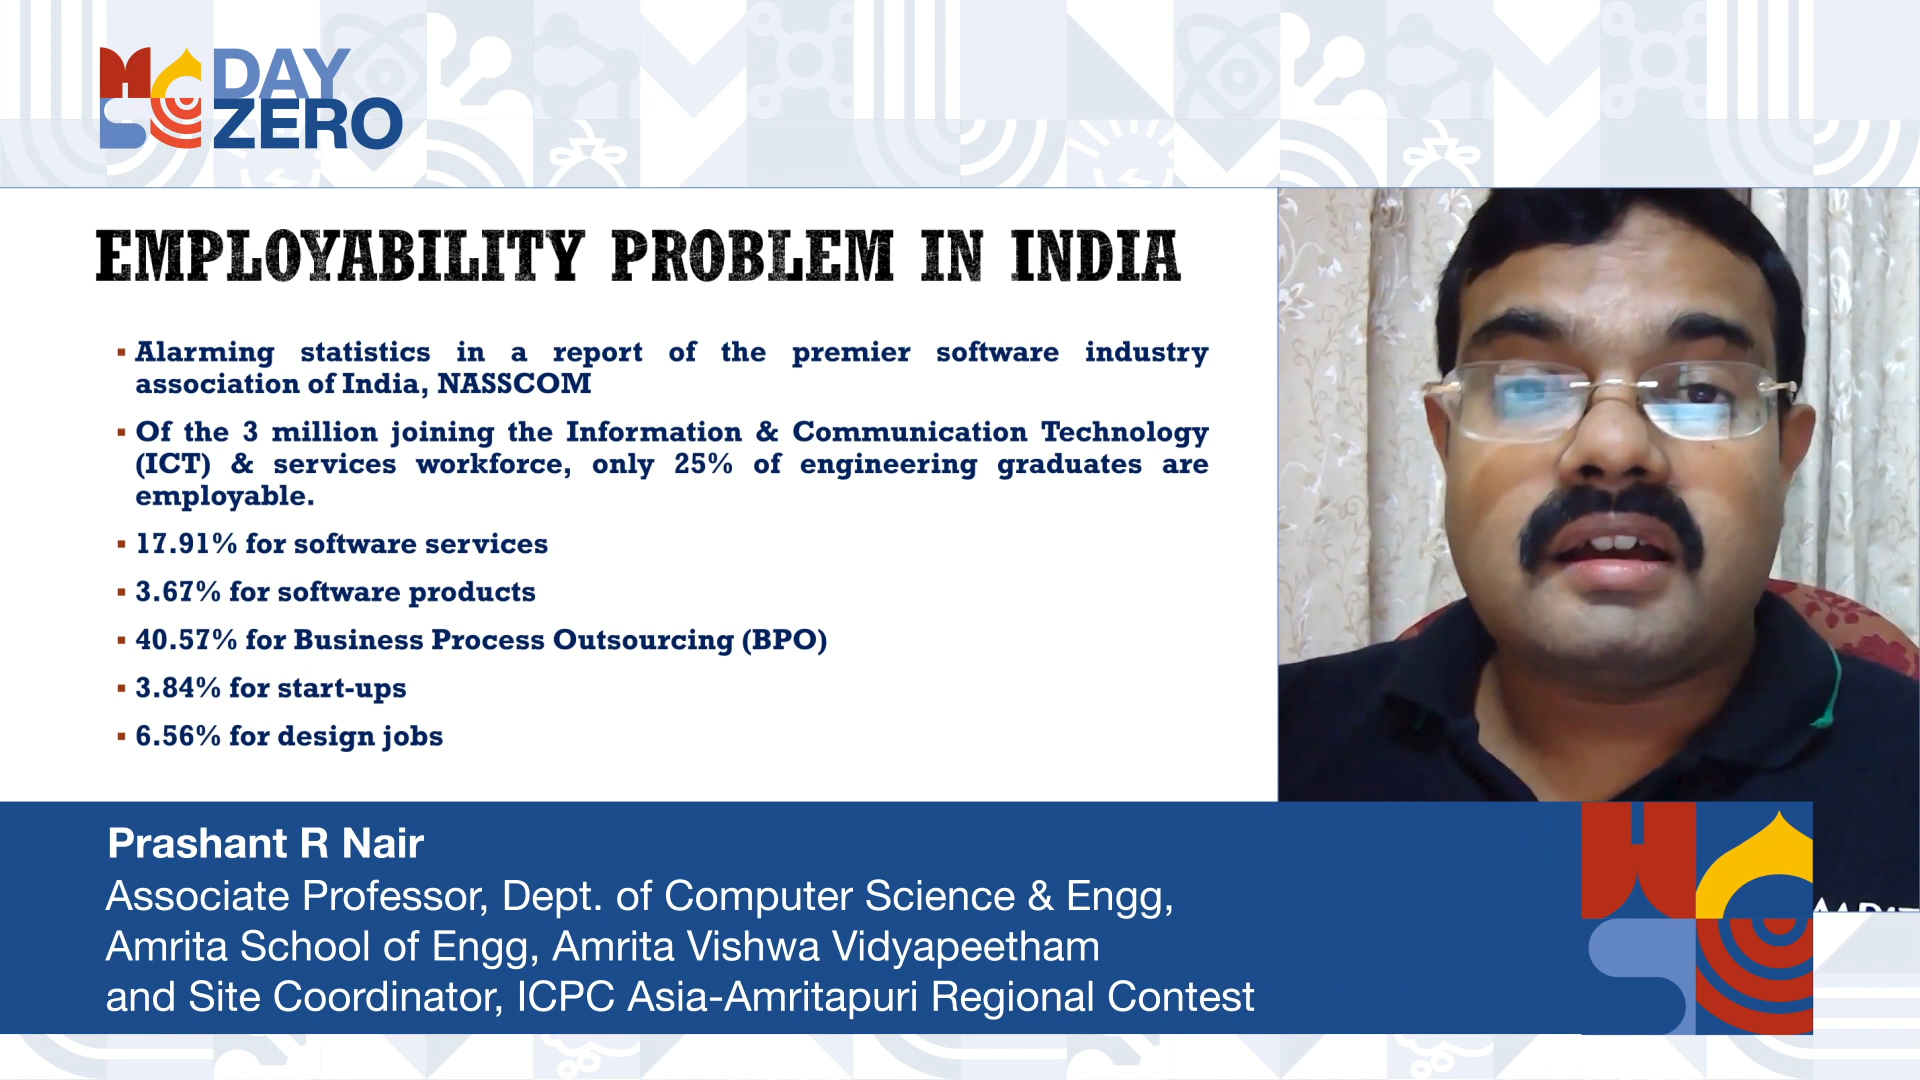 DAY
ZERO
EMPLOYABILITY PROBLEM IN INDIA
▪ Alarming statistics in a report of the premier software industry
association of India, NASSCOM
▪ Of the 3 million joining the Information & Communication Technology
(ICT) & services workforce, only 25% of engineering graduates are
employable.
▪ 17.91% for software services
▪ 3.67% for software products
▪ 40.57% for Business Process Outsourcing (BPO)
▪ 3.84% for start-ups
▪ 6.56% for design jobs
Prashant R Nair
Associate Professor, Dept. of Computer Science & Engg,
Amrita School of Engg, Amrita Vishwa Vidyapeetham
and Site Coordinator, ICPC Asia-Amritapuri Regional Contest